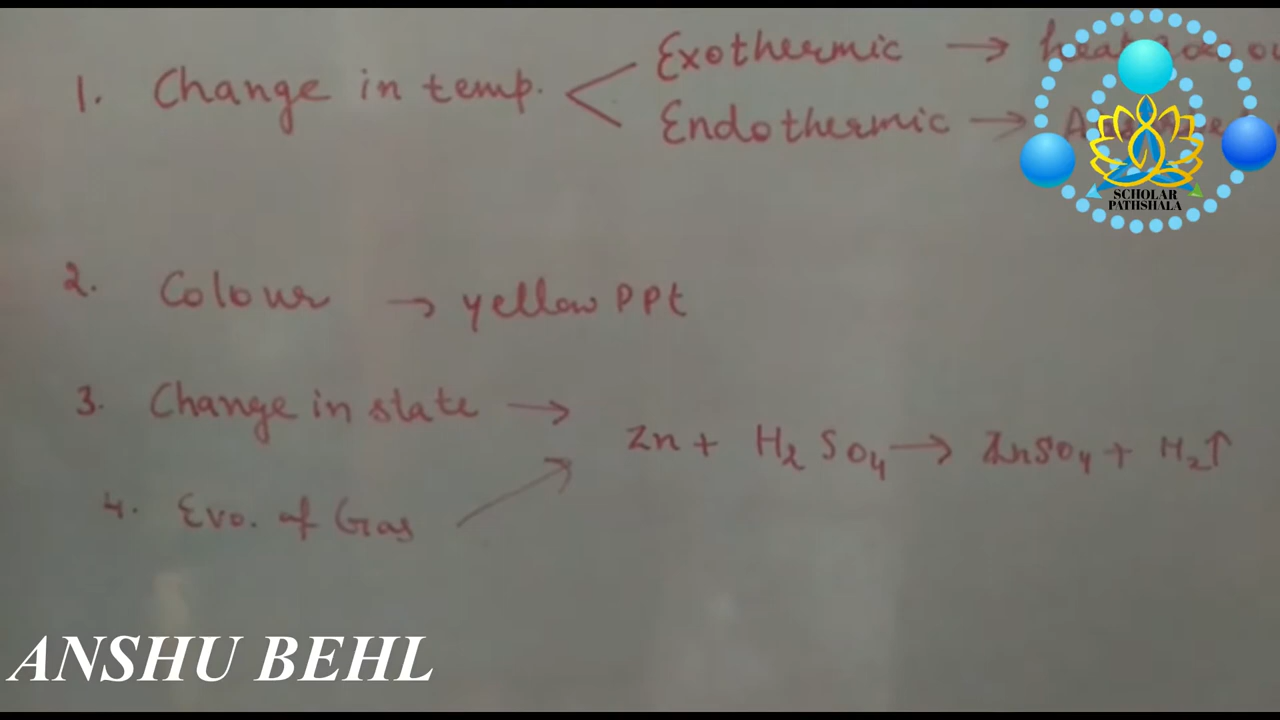 1. Change in temp. Exothermic → heat
Endothermic →
SCHOLAR
PATHSHALA
2. Colour → yellow PPt
3. Change in state →
Zn + H2SO4 → ZnSO4 + H2↑
4. Evo. of Gas
ANSHU BEHL